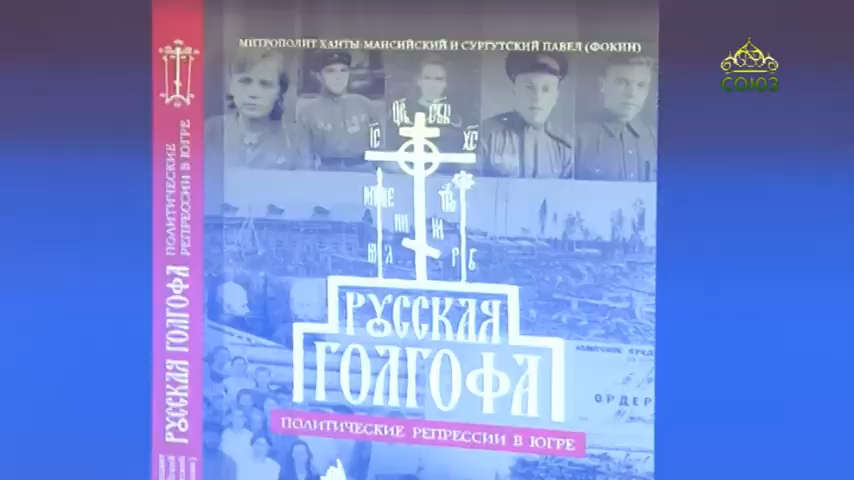 МИТРОПОЛИТ ХАНТЫ-МАНСИЙСКИЙ И СУРГУТСКИЙ ПАВЕЛ (ФОКИН)
СОЮЗ
ІС
ХС
РУССКАЯ
ГОЛГОФА
ПОЛИТИЧЕСКИЕ РЕПРЕССИИ В ЮГРЕ
ОРДЕР
РУССКАЯ ГОЛГОФА
ПОЛИТИЧЕСКИЕ
РЕПРЕССИИ В ЮГРЕ